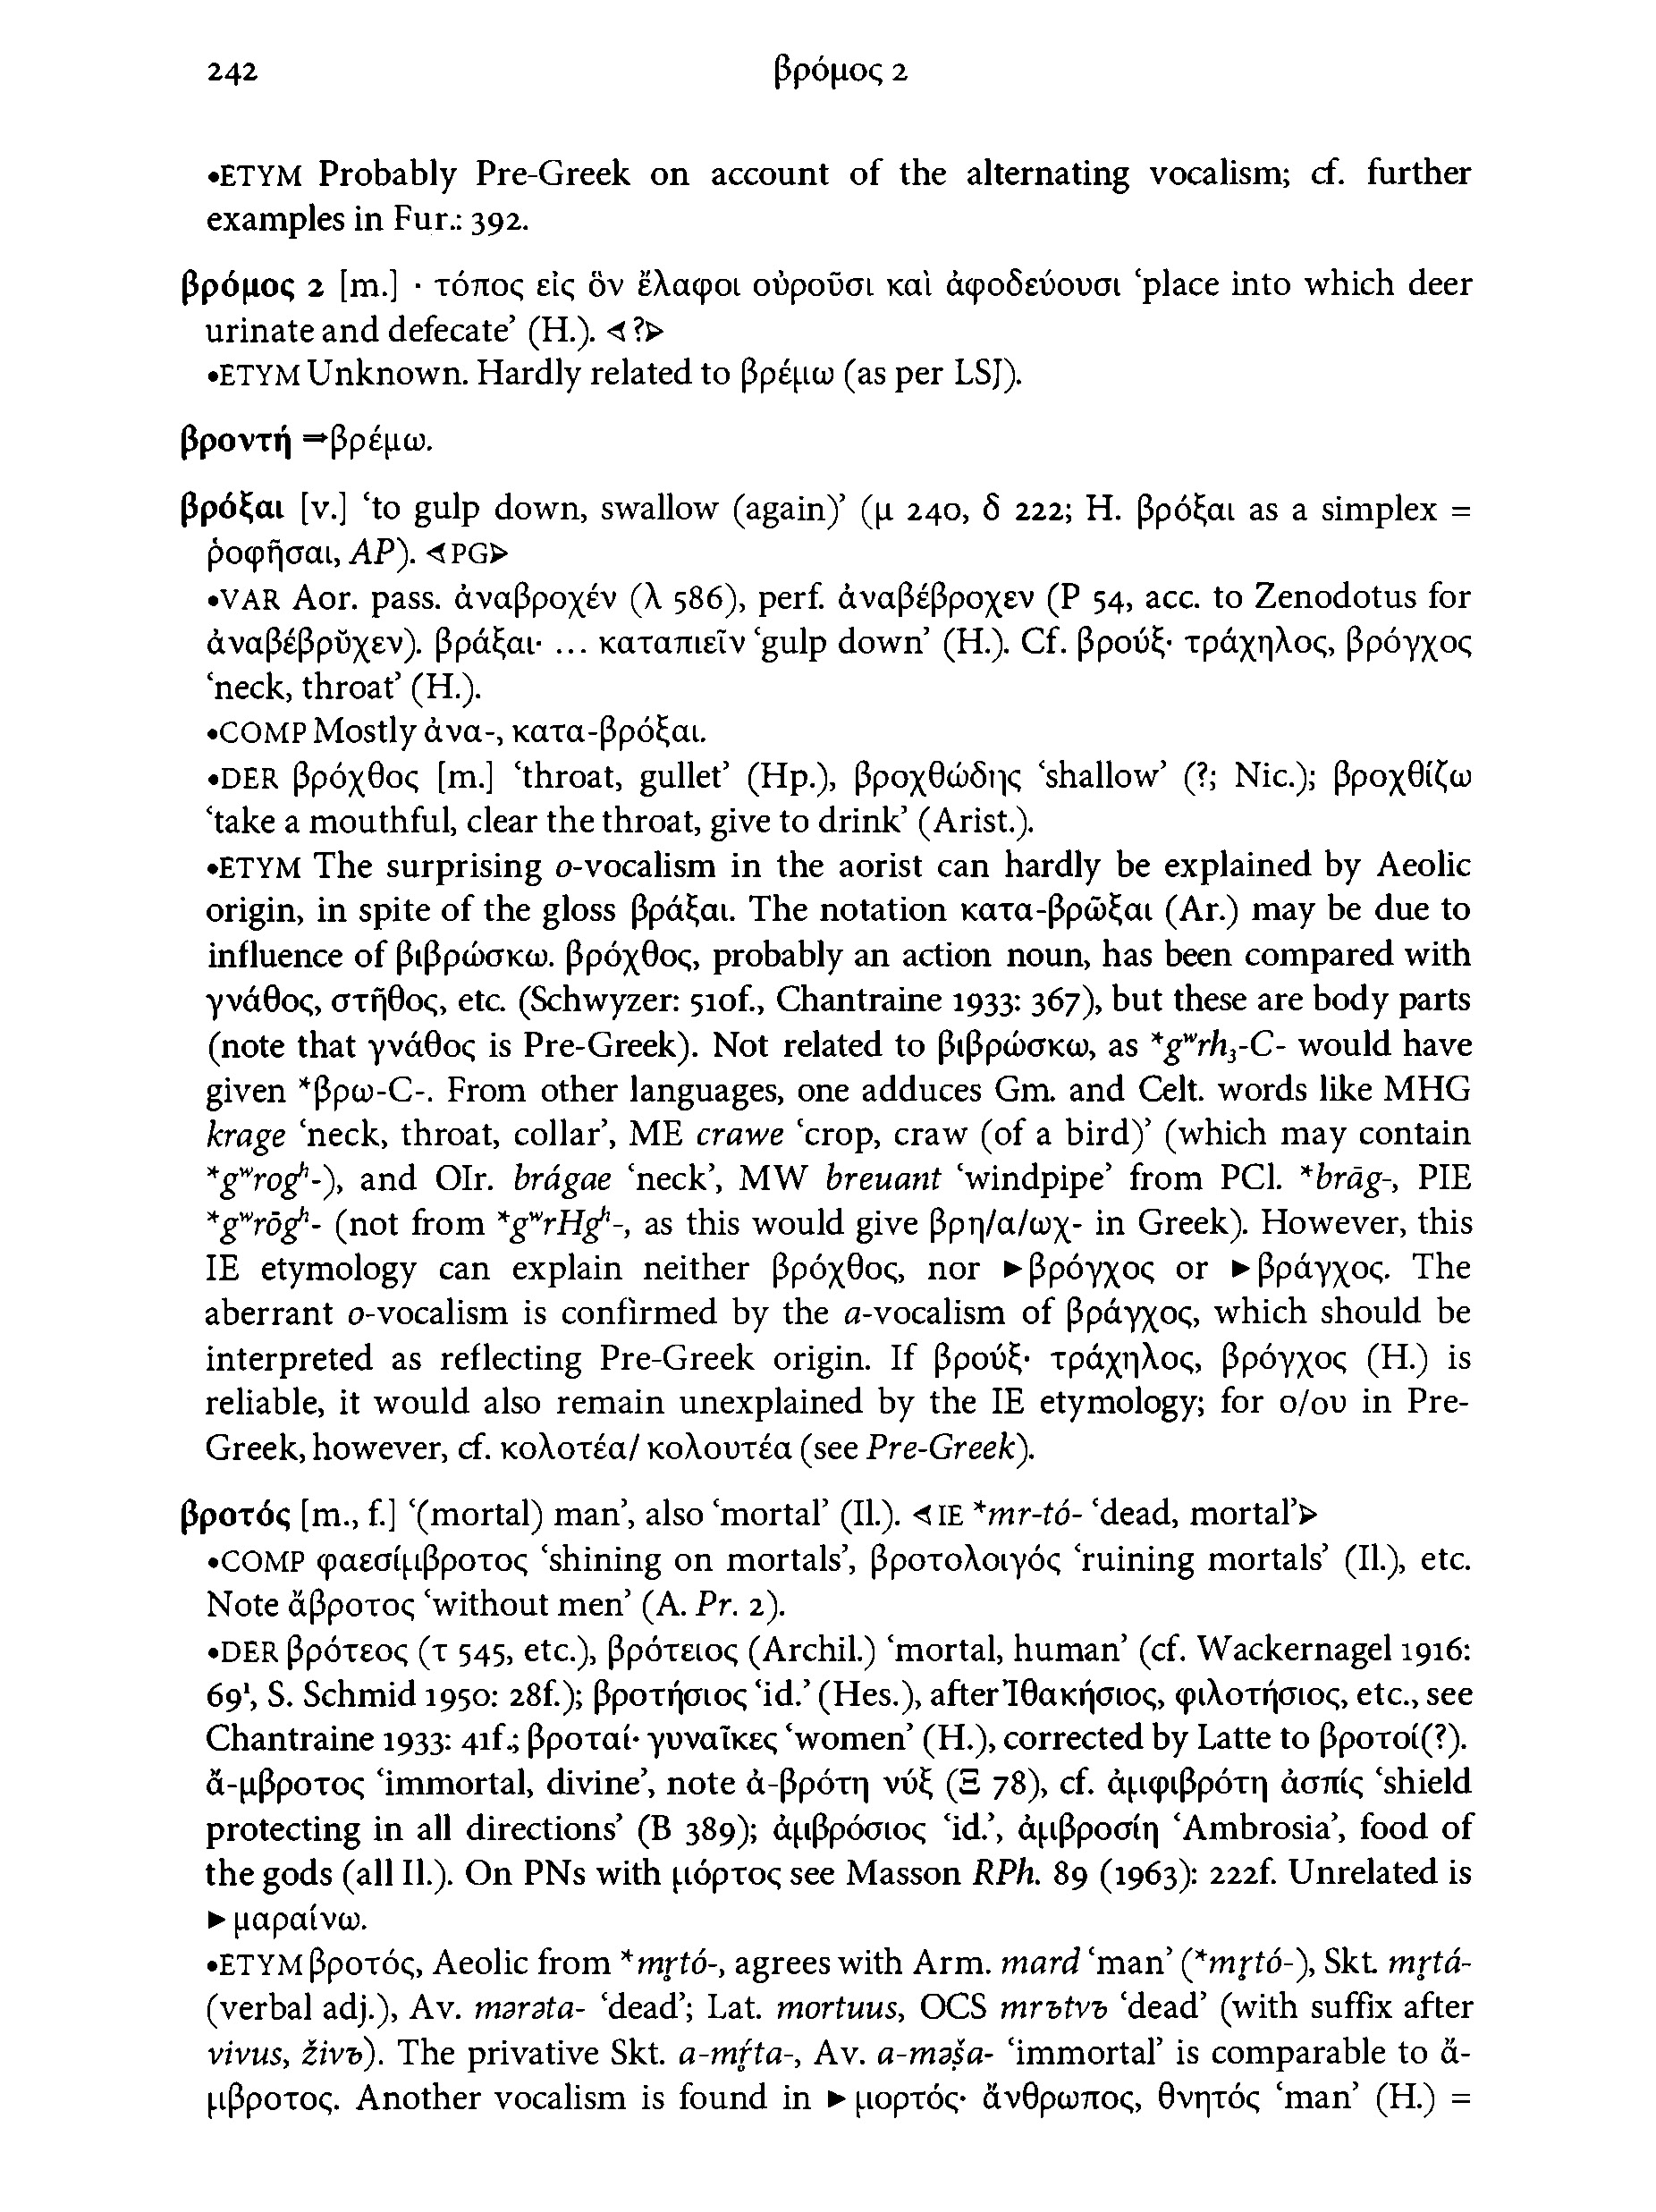 242 βρόμος 2
•ETYM Probably Pre-Greek on account of the alternating vocalism; cf. further
examples in Fur.: 392.
βρόμος 2 [m.] · τόπος εἰς ὃν ἔλαφοι οὐροῦσι καὶ ἀφοδεύουσι ‘place into which deer
urinate and defecate’ (H.). ⊲?⊳
•ETYM Unknown. Hardly related to βρέμω (as per LSJ).
βροντή ⇒βρέμω.
βρόξαι [v.] ‘to gulp down, swallow (again)’ (μ 240, δ 222; H. βρόξαι as a simplex =
ῥοφῆσαι, AP). ⊲PG⊳
•VAR Aor. pass. ἀναβροχέν (λ 586), perf. ἀναβέβροχεν (P 54, acc. to Zenodotus for
ἀναβέβρῠχεν). βράξαι· ... καταπιεῖν ‘gulp down’ (H.). Cf. βρούξ· τράχηλος, βρόγχος
‘neck, throat’ (H.).
•COMP Mostly ἀνα-, κατα-βρόξαι.
•DER βρόχθος [m.] ‘throat, gullet’ (Hp.), βροχθώδης ‘shallow’ (?; Nic.); βροχθίζω
‘take a mouthful, clear the throat, give to drink’ (Arist.).
•ETYM The surprising o-vocalism in the aorist can hardly be explained by Aeolic
origin, in spite of the gloss βράξαι. The notation κατα-βρῶξαι (Ar.) may be due to
influence of βιβρώσκω. βρόχθος, probably an action noun, has been compared with
γνάθος, στῆθος, etc. (Schwyzer: 510f., Chantraine 1933: 367), but these are body parts
(note that γνάθος is Pre-Greek). Not related to βιβρώσκω, as *gʷrh₃-C- would have
given *βρω-C-. From other languages, one adduces Gm. and Celt. words like MHG
krage ‘neck, throat, collar’, ME crawe ‘crop, craw (of a bird)’ (which may contain
*gʷrogʰ-), and OIr. brágae ‘neck’, MW breuant ‘windpipe’ from PCl. *brāg-, PIE
*gʷrōgʰ- (not from *gʷrHgʰ-, as this would give βρη/α/ωχ- in Greek). However, this
IE etymology can explain neither βρόχθος, nor ►βρόγχος or ►βράγχος. The
aberrant o-vocalism is confirmed by the a-vocalism of βράγχος, which should be
interpreted as reflecting Pre-Greek origin. If βρούξ· τράχηλος, βρόγχος (H.) is
reliable, it would also remain unexplained by the IE etymology; for ο/ου in Pre-
Greek, however, cf. κολοτέα/ κολουτέα (see Pre-Greek).
βροτός [m., f.] ‘(mortal) man’, also ‘mortal’ (Il.). ⊲IE *mr-tó- ‘dead, mortal’⊳
•COMP φαεσίμβροτος ‘shining on mortals’, βροτολοιγός ‘ruining mortals’ (Il.), etc.
Note ἄβροτος ‘without men’ (A. Pr. 2).
•DER βρότεος (τ 545, etc.), βρότειος (Archil.) ‘mortal, human’ (cf. Wackernagel 1916:
69¹, S. Schmid 1950: 28f.); βροτήσιος ‘id.’ (Hes.), after Ἰθακήσιος, φιλοτήσιος, etc., see
Chantraine 1933: 41f.; βροταί· γυναῖκες ‘women’ (H.), corrected by Latte to βροτοί(?).
ἄ-μβροτος ‘immortal, divine’, note ἀ-βρότη νύξ (Ξ 78), cf. ἀμφιβρότη ἀσπίς ‘shield
protecting in all directions’ (B 389); ἀμβρόσιος ‘id.’, ἀμβροσίη ‘Ambrosia’, food of
the gods (all Il.). On PNs with μόρτος see Masson RPh. 89 (1963): 222f. Unrelated is
►μαραίνω.
•ETYM βροτός, Aeolic from *mr̥tó-, agrees with Arm. mard ‘man’ (*mr̥tó-), Skt. mr̥tá-
(verbal adj.), Av. mərəta- ‘dead’; Lat. mortuus, OCS mrьtvъ ‘dead’ (with suffix after
vivus, živъ). The privative Skt. a-mŕ̥ta-, Av. a-məṣ̌a- ‘immortal’ is comparable to ἄ-
μβροτος. Another vocalism is found in ►μορτός· ἄνθρωπος, θνητός ‘man’ (H.) =